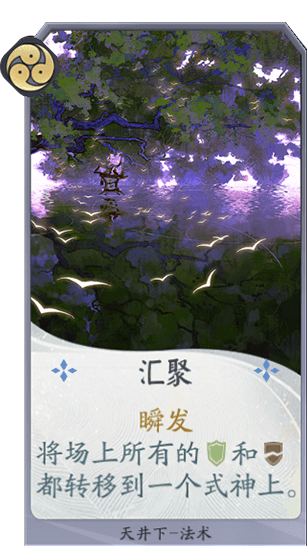 汇聚
瞬发
将场上所有的和
都转移到一个式神上。
天井下-法术